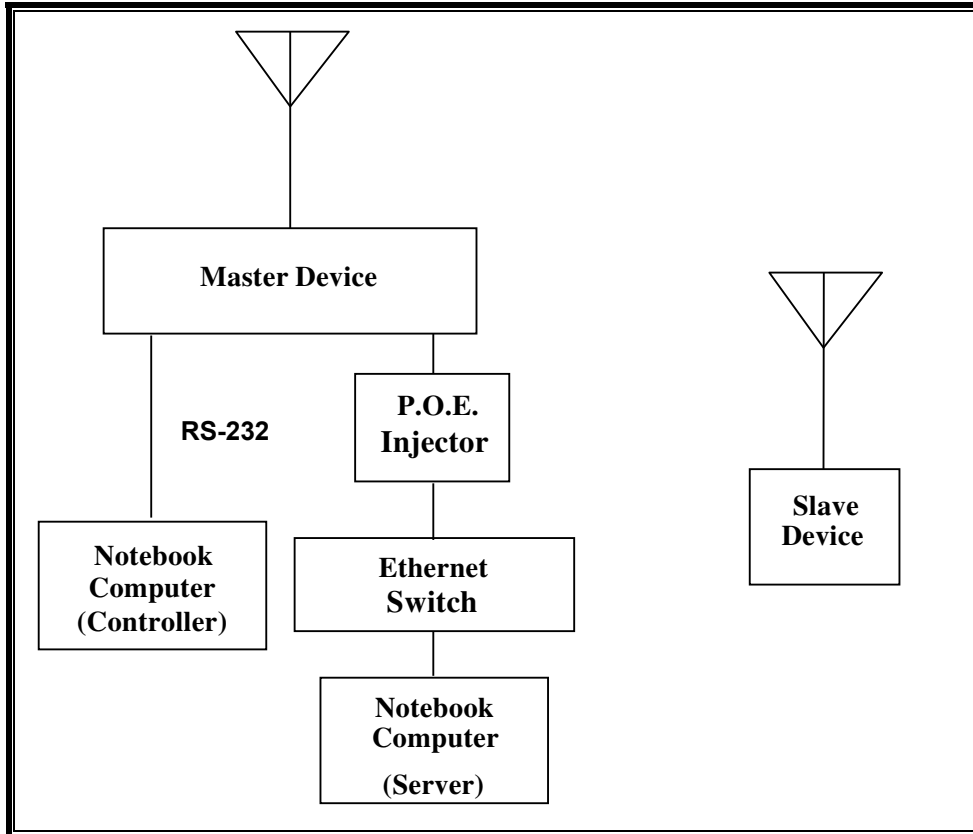 Master Device
P.O.E.
Injector
RS-232
Slave
Device
Notebook
Computer
(Controller)
Ethernet
Switch
Notebook
Computer
(Server)